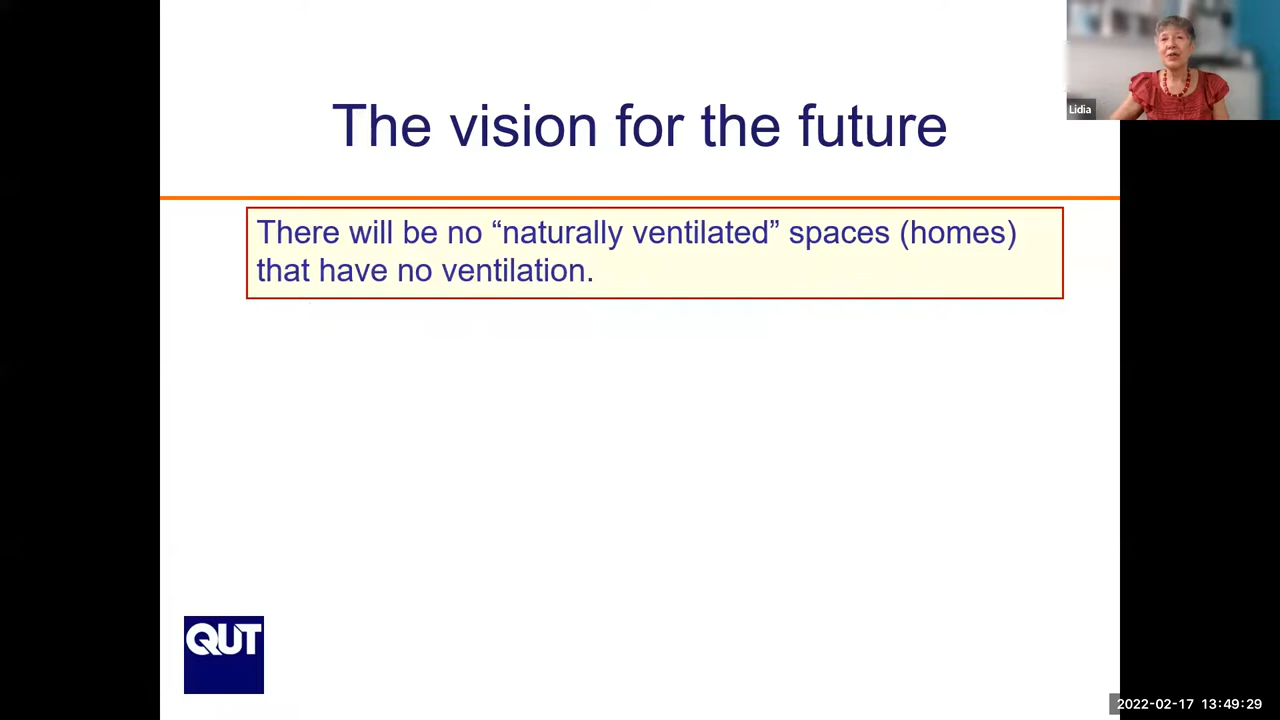 Lidia
The vision for the future
There will be no “naturally ventilated” spaces (homes)
that have no ventilation.
QUT
2022-02-17 13:49:29